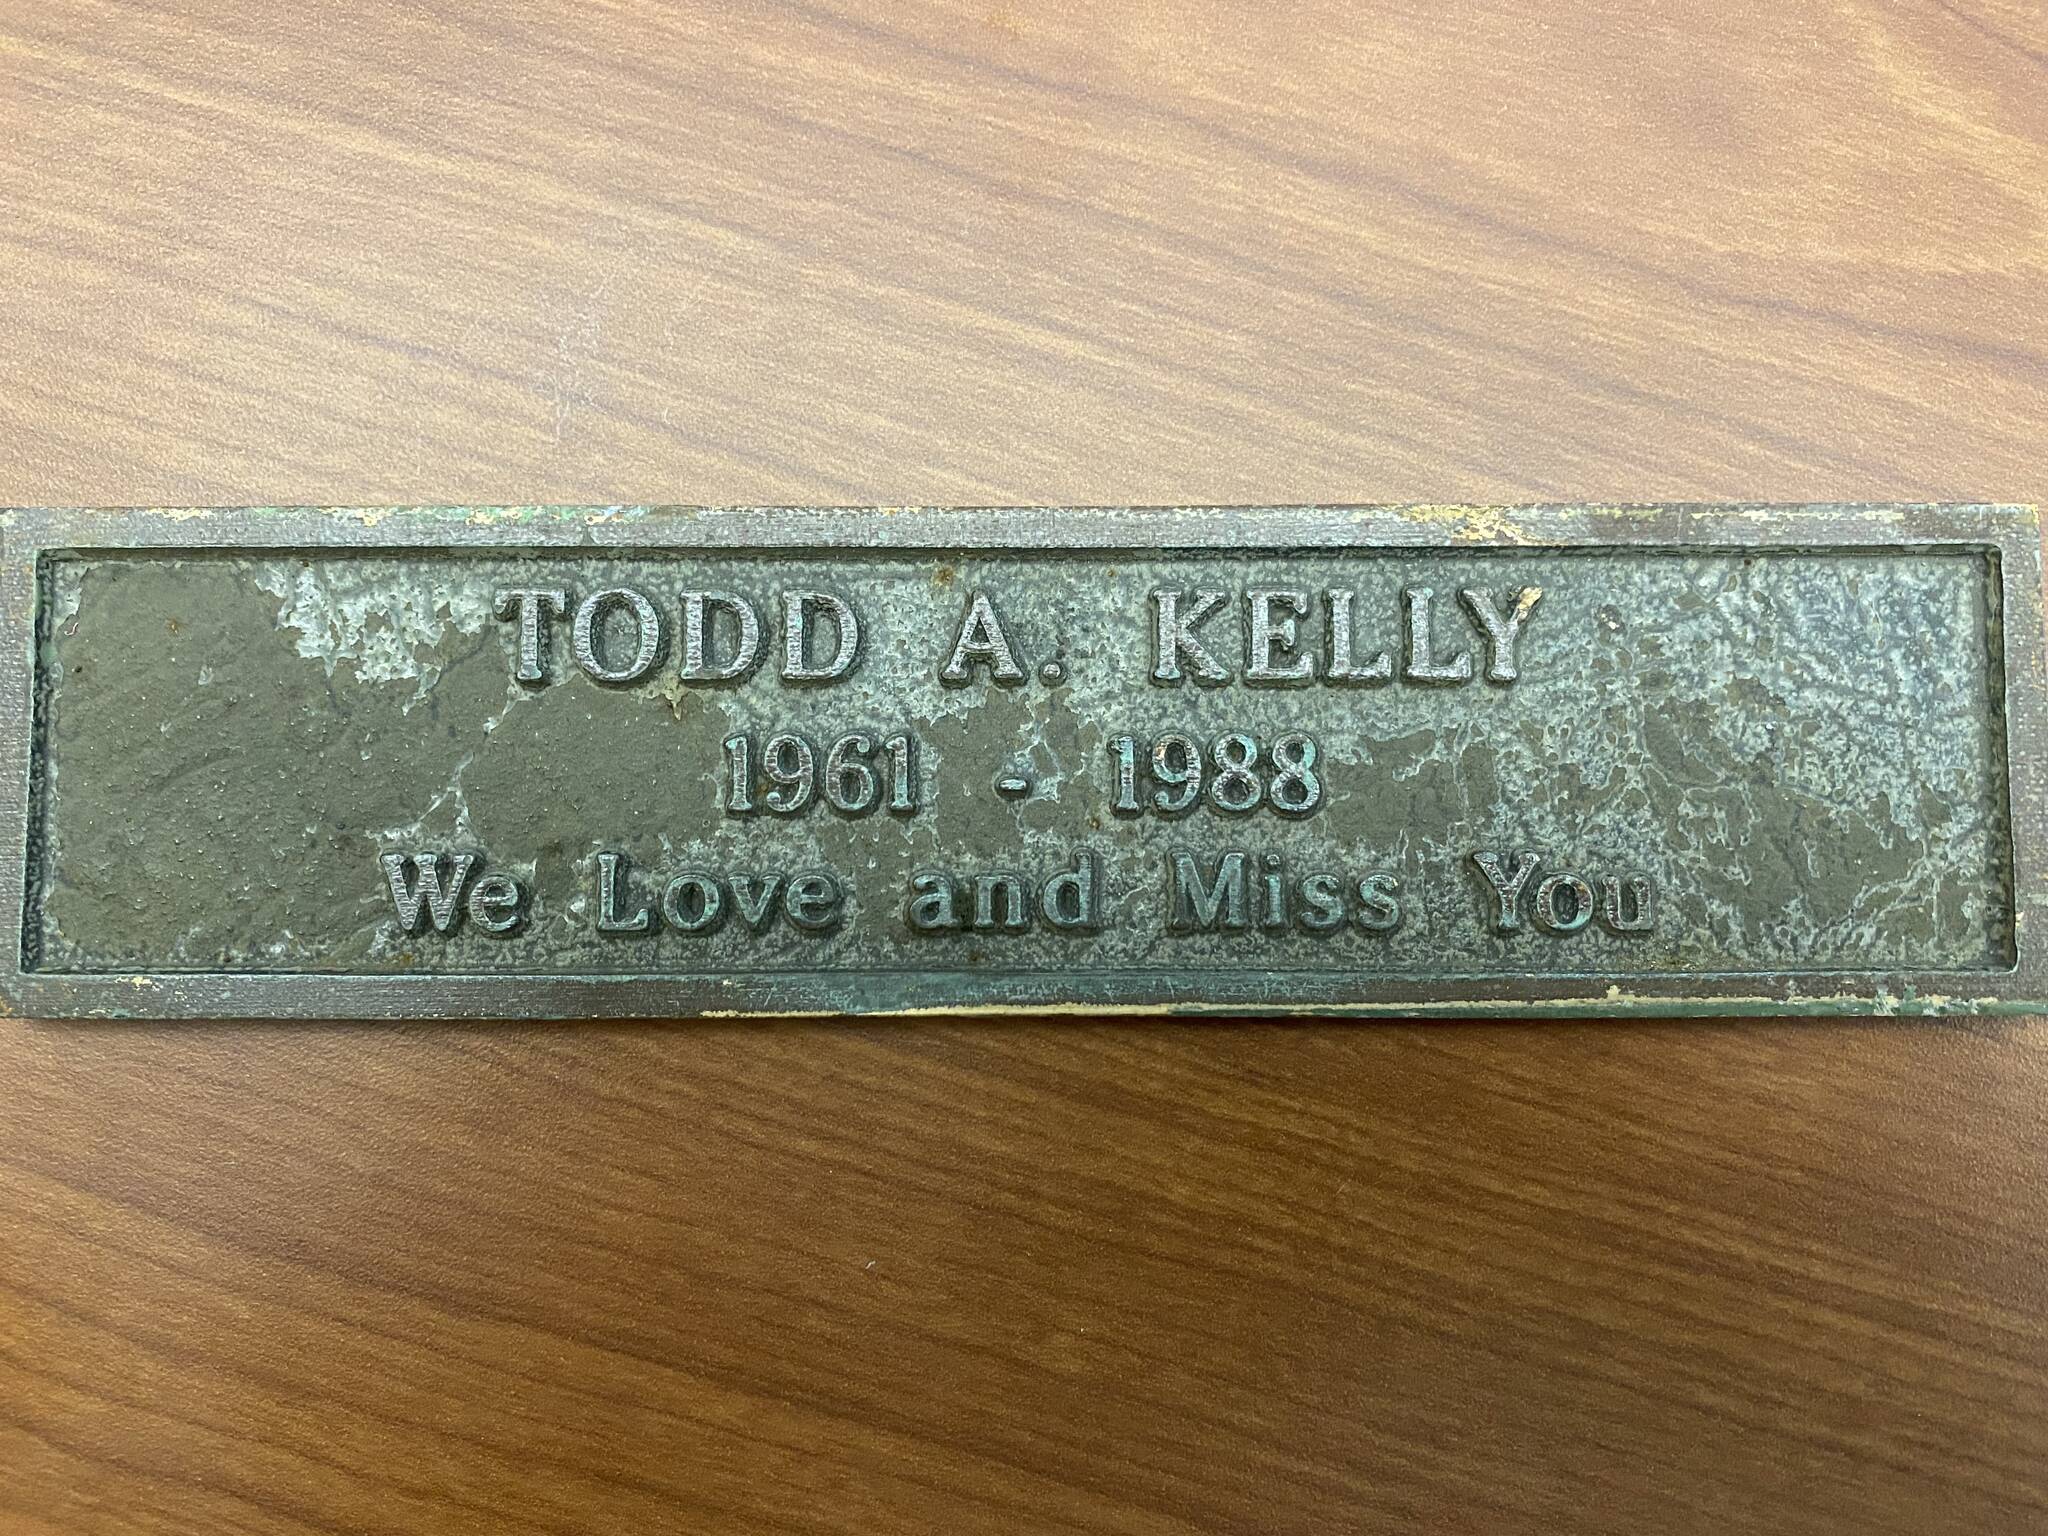 TODD A. KELLY
1961 - 1988
We Love and Miss You